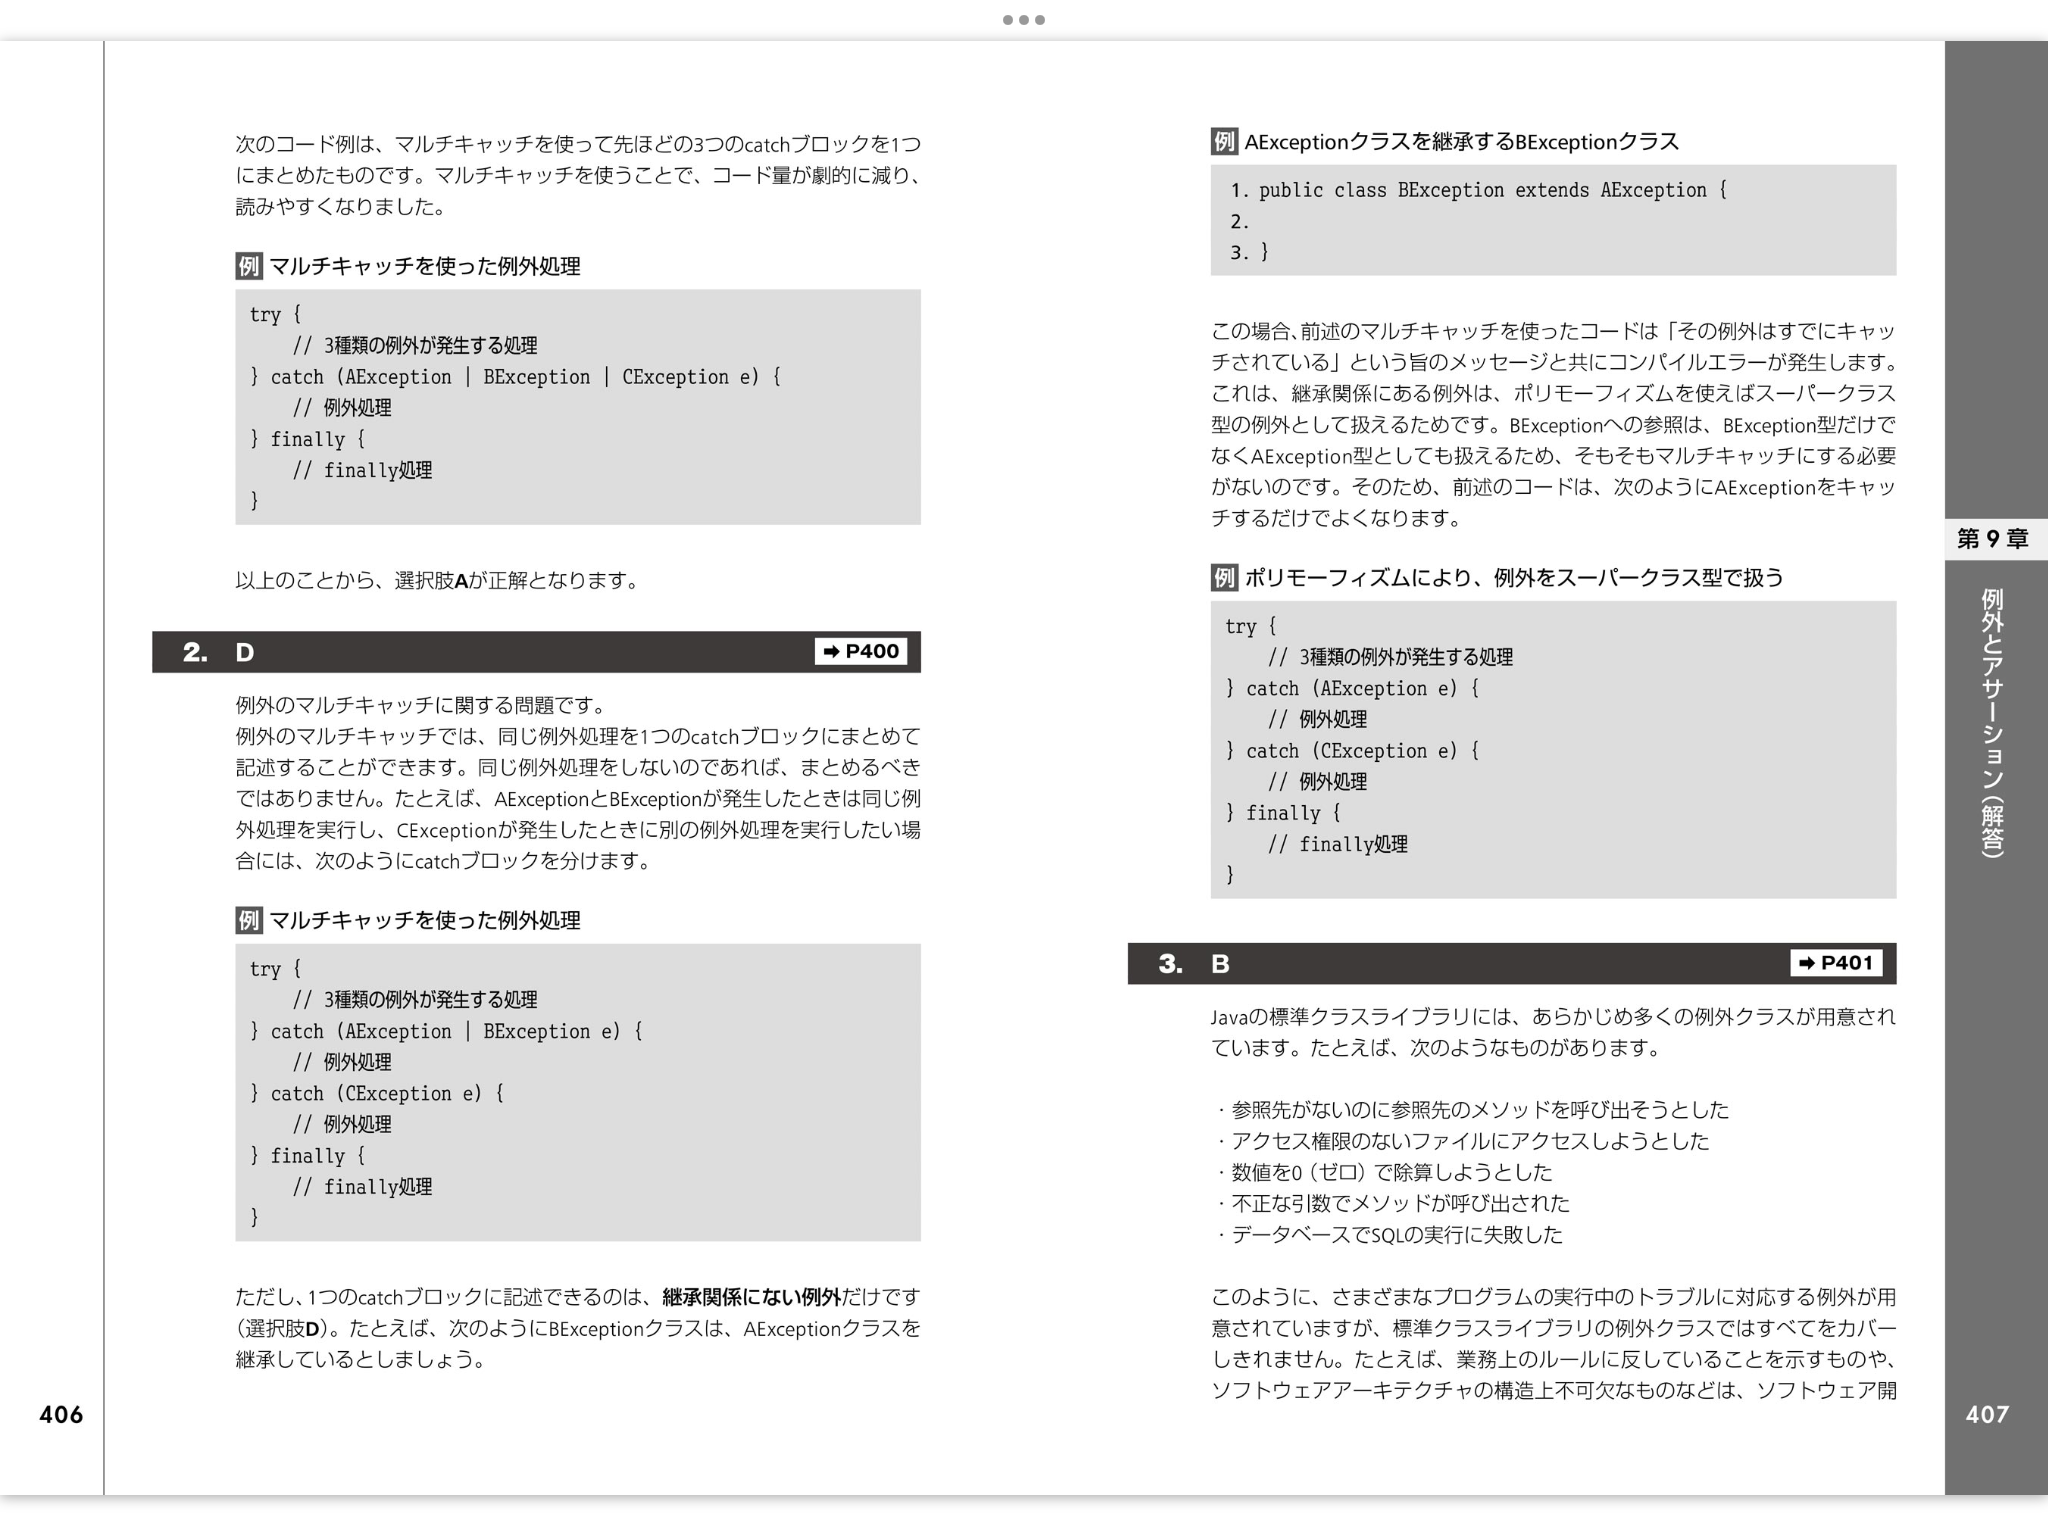 次のコード例は、マルチキャッチを使って先ほどの3つのcatchブロックを1つ
にまとめたものです。マルチキャッチを使うことで、コード量が劇的に減り、
読みやすくなりました。
例 マルチキャッチを使った例外処理
try {
    // 3種類の例外が発生する処理
} catch (AException | BException | CException e) {
    // 例外処理
} finally {
    // finally処理
}
以上のことから、選択肢Aが正解となります。
2. D ➡ P400
例外のマルチキャッチに関する問題です。
例外のマルチキャッチでは、同じ例外処理を1つのcatchブロックにまとめて
記述することができます。同じ例外処理をしないのであれば、まとめるべき
ではありません。たとえば、AExceptionとBExceptionが発生したときは同じ例
外処理を実行し、CExceptionが発生したときに別の例外処理を実行したい場
合には、次のようにcatchブロックを分けます。
例 マルチキャッチを使った例外処理
try {
    // 3種類の例外が発生する処理
} catch (AException | BException e) {
    // 例外処理
} catch (CException e) {
    // 例外処理
} finally {
    // finally処理
}
ただし、1つのcatchブロックに記述できるのは、継承関係にない例外だけです
（選択肢D）。たとえば、次のようにBExceptionクラスは、AExceptionクラスを
継承しているとしましょう。
406
例 AExceptionクラスを継承するBExceptionクラス
1. public class BException extends AException {
2.
3. }
この場合、前述のマルチキャッチを使ったコードは「その例外はすでにキャッ
チされている」という旨のメッセージと共にコンパイルエラーが発生します。
これは、継承関係にある例外は、ポリモーフィズムを使えばスーパークラス
型の例外として扱えるためです。BExceptionへの参照は、BException型だけで
なくAException型としても扱えるため、そもそもマルチキャッチにする必要
がないのです。そのため、前述のコードは、次のようにAExceptionをキャッ
チするだけでよくなります。
例 ポリモーフィズムにより、例外をスーパークラス型で扱う
try {
    // 3種類の例外が発生する処理
} catch (AException e) {
    // 例外処理
} catch (CException e) {
    // 例外処理
} finally {
    // finally処理
}
3. B ➡ P401
Javaの標準クラスライブラリには、あらかじめ多くの例外クラスが用意され
ています。たとえば、次のようなものがあります。
・参照先がないのに参照先のメソッドを呼び出そうとした
・アクセス権限のないファイルにアクセスしようとした
・数値を0（ゼロ）で除算しようとした
・不正な引数でメソッドが呼び出された
・データベースでSQLの実行に失敗した
このように、さまざまなプログラムの実行中のトラブルに対応する例外が用
意されていますが、標準クラスライブラリの例外クラスではすべてをカバー
しきれません。たとえば、業務上のルールに反していることを示すものや、
ソフトウェアアーキテクチャの構造上不可欠なものなどは、ソフトウェア開
第9章
例外とアサーション（解答）
407